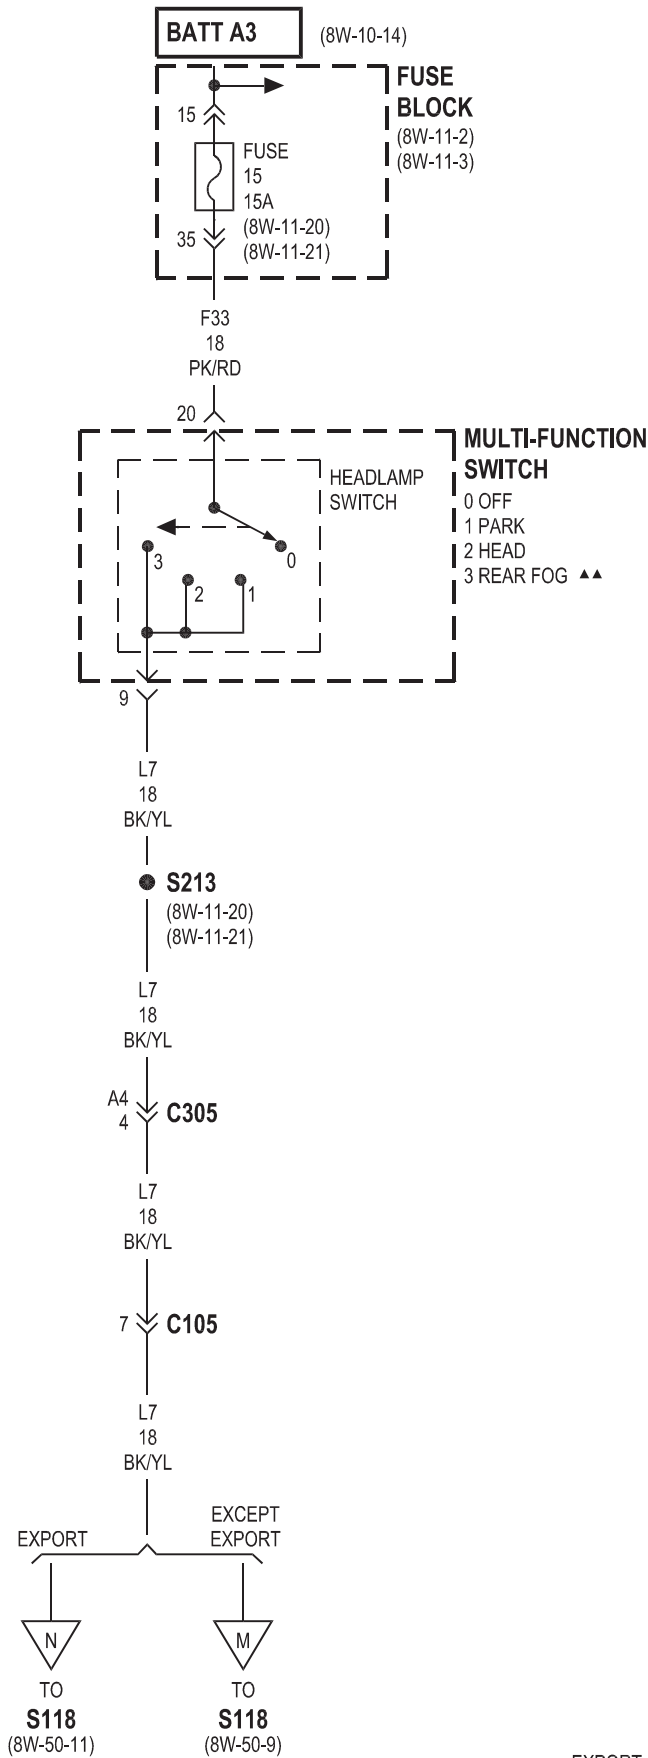 BATT A3
(8W-10-14)
FUSE
BLOCK
(8W-11-2)
(8W-11-3)
15
FUSE
15
15A
(8W-11-20)
(8W-11-21)
35
F33
18
PK/RD
20
MULTI-FUNCTION
SWITCH
0 OFF
1 PARK
2 HEAD
3 REAR FOG ▲▲
HEADLAMP
SWITCH
3
0
2
1
9
L7
18
BK/YL
S213
(8W-11-20)
(8W-11-21)
L7
18
BK/YL
A4
4
C305
L7
18
BK/YL
7
C105
L7
18
BK/YL
EXPORT
EXCEPT
EXPORT
N
M
TO
S118
(8W-50-11)
TO
S118
(8W-50-9)
EXPORT